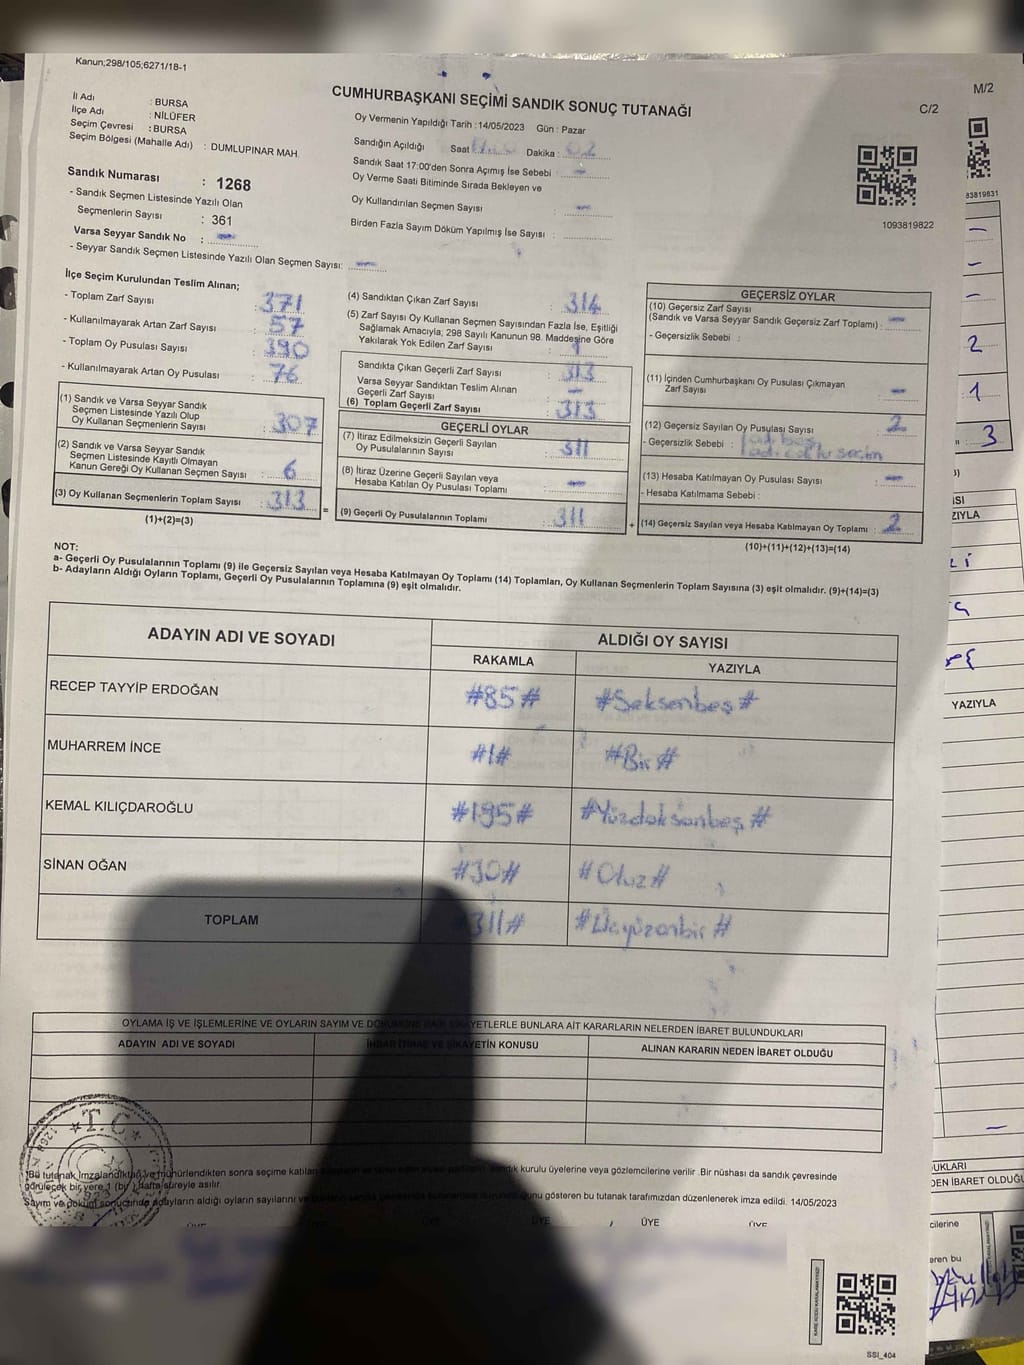 Kanun;298/105;6271/18-1
M/2
C/2
CUMHURBAŞKANI SEÇİMİ SANDIK SONUÇ TUTANAĞI
İl Adı : BURSA
İlçe Adı : NİLÜFER
Seçim Çevresi : BURSA
Seçim Bölgesi (Mahalle Adı) : DUMLUPINAR MAH.
Oy Vermenin Yapıldığı Tarih : 14/05/2023 Gün : Pazar
Sandığın Açıldığı Saat Dakika :
Sandık Saat 17:00'den Sonra Açımış İse Sebebi : -
Oy Verme Saati Bitiminde Sırada Bekleyen ve
Oy Kullandırılan Seçmen Sayısı : -
Birden Fazla Sayım Döküm Yapılmış İse Sayısı :
1093819822
83819831
Sandık Numarası : 1268
- Sandık Seçmen Listesinde Yazılı Olan
Seçmenlerin Sayısı : 361
Varsa Seyyar Sandık No : -
- Seyyar Sandık Seçmen Listesinde Yazılı Olan Seçmen Sayısı: -
İlçe Seçim Kurulundan Teslim Alınan;
- Toplam Zarf Sayısı : 371
- Kullanılmayarak Artan Zarf Sayısı : 57
- Toplam Oy Pusulası Sayısı : 390
- Kullanılmayarak Artan Oy Pusulası : 76
(1) Sandık ve Varsa Seyyar Sandık
Seçmen Listesinde Yazılı Olup
Oy Kullanan Seçmenlerin Sayısı : 307
(2) Sandık ve Varsa Seyyar Sandık
Seçmen Listesinde Kayıtlı Olmayan
Kanun Gereği Oy Kullanan Seçmen Sayısı : 6
(3) Oy Kullanan Seçmenlerin Toplam Sayısı : 313
(1)+(2)=(3)
(4) Sandıktan Çıkan Zarf Sayısı : 314
(5) Zarf Sayısı Oy Kullanan Seçmen Sayısından Fazla İse, Eşitliği
Sağlamak Amacıyla; 298 Sayılı Kanunun 98. Maddesine Göre
Yakılarak Yok Edilen Zarf Sayısı : 1
Sandıkta Çıkan Geçerli Zarf Sayısı : 313
Varsa Seyyar Sandıktan Teslim Alınan
Geçerli Zarf Sayısı : -
(6) Toplam Geçerli Zarf Sayısı : 313
GEÇERLİ OYLAR
(7) İtiraz Edilmeksizin Geçerli Sayılan
Oy Pusulalarının Sayısı : 311
(8) İtiraz Üzerine Geçerli Sayılan veya
Hesaba Katılan Oy Pusulası Toplamı : -
(9) Geçerli Oy Pusulalarının Toplamı : 311
GEÇERSİZ OYLAR
(10) Geçersiz Zarf Sayısı
(Sandık ve Varsa Seyyar Sandık Geçersiz Zarf Toplamı) : -
- Geçersizlik Sebebi :
(11) İçinden Cumhurbaşkanı Oy Pusulası Çıkmayan
Zarf Sayısı : -
(12) Geçersiz Sayılan Oy Pusulası Sayısı : 2
- Geçersizlik Sebebi :
(13) Hesaba Katılmayan Oy Pusulası Sayısı : -
- Hesaba Katılmama Sebebi :
(14) Geçersiz Sayılan veya Hesaba Katılmayan Oy Toplamı : 2
(10)+(11)+(12)+(13)=(14)
NOT:
a- Geçerli Oy Pusulalarının Toplamı (9) ile Geçersiz Sayılan veya Hesaba Katılmayan Oy Toplamı (14) Toplamları, Oy Kullanan Seçmenlerin Toplam Sayısına (3) eşit olmalıdır. (9)+(14)=(3)
b- Adayların Aldığı Oyların Toplamı, Geçerli Oy Pusulalarının Toplamına (9) eşit olmalıdır.
ADAYIN ADI VE SOYADI ALDIĞI OY SAYISI
RAKAMLA YAZIYLA
RECEP TAYYİP ERDOĞAN #85# #Seksenbeş#
MUHARREM İNCE #1# #Bir#
KEMAL KILIÇDAROĞLU #195# #Yüzdoksanbeş#
SİNAN OĞAN #30# #Otuz#
TOPLAM 311# #Üçyüzonbir#
OYLAMA İŞ VE İŞLEMLERİNE VE OYLARIN SAYIM VE DÖKÜMÜNE DAİR ŞİKAYETLERLE BUNLARA AİT KARARLARIN NELERDEN İBARET BULUNDUKLARI
ADAYIN ADI VE SOYADI İHBAR İTİRAZ VE ŞİKAYETİN KONUSU ALINAN KARARIN NEDEN İBARET OLDUĞU
T.C.
Bu tutanak imzalandıktan ve mühürlendikten sonra seçime katılan sandık kurulu üyelerine veya gözlemcilerine verilir .Bir nüshası da sandık çevresinde
görülecek bir yere 1 (bir) hafta süreyle asılır.
Sayım ve döküm sonucunda adayların aldığı oyların sayılarını gösteren bu tutanak tarafımızdan düzenlenerek imza edildi. 14/05/2023
ÜYE ÜYE ÜYE ÜYE ÜYE ÜYE
SSI_404
2
1
3
YAZIYLA
UKLARI
DEN İBARET OLDUĞU
cilerine
eren bu